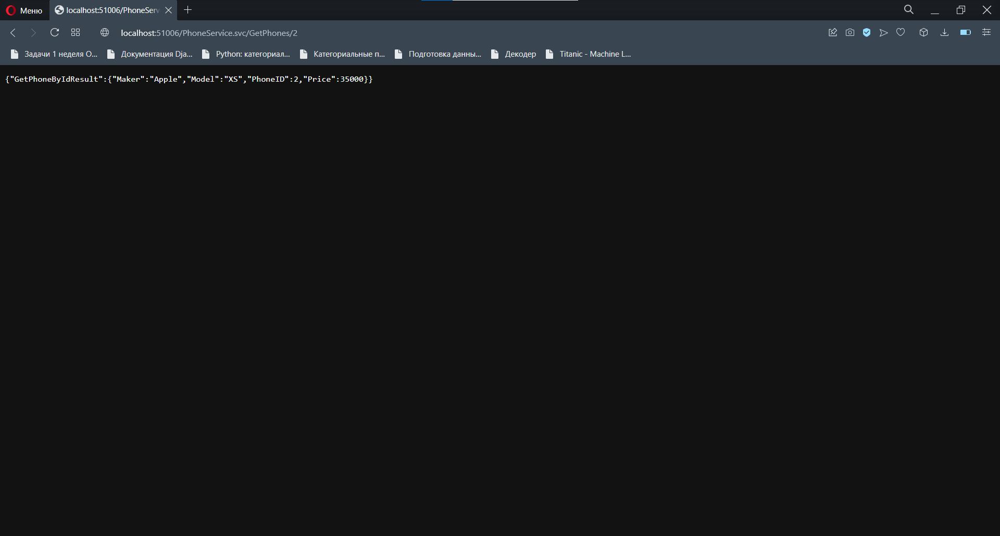 Меню
localhost:51006/PhoneServ
localhost:51006/PhoneService.svc/GetPhones/2
Задачи 1 неделя О...
Документация Dja...
Python: категориал...
Категориальные п...
Подготовка данны...
Декодер
Titanic - Machine L...
{"GetPhoneByIdResult":{"Maker":"Apple","Model":"XS","PhoneID":2,"Price":35000}}